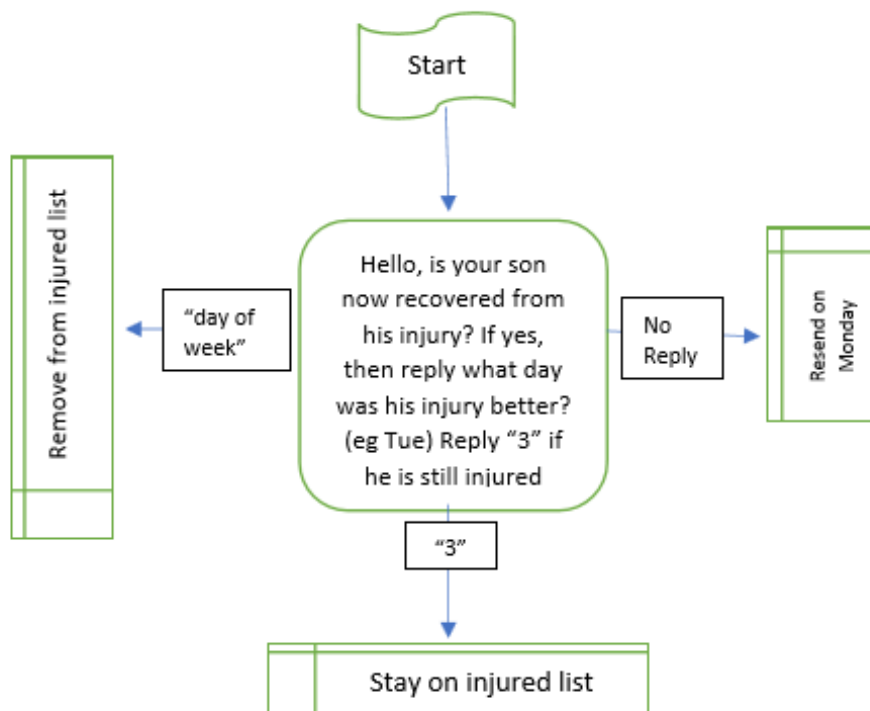 Start
Remove from injured list
“day of
week”
Hello, is your son
now recovered from
his injury? If yes,
then reply what day
was his injury better?
(eg Tue) Reply “3” if
he is still injured
No
Reply
Resend on
Monday
“3”
Stay on injured list